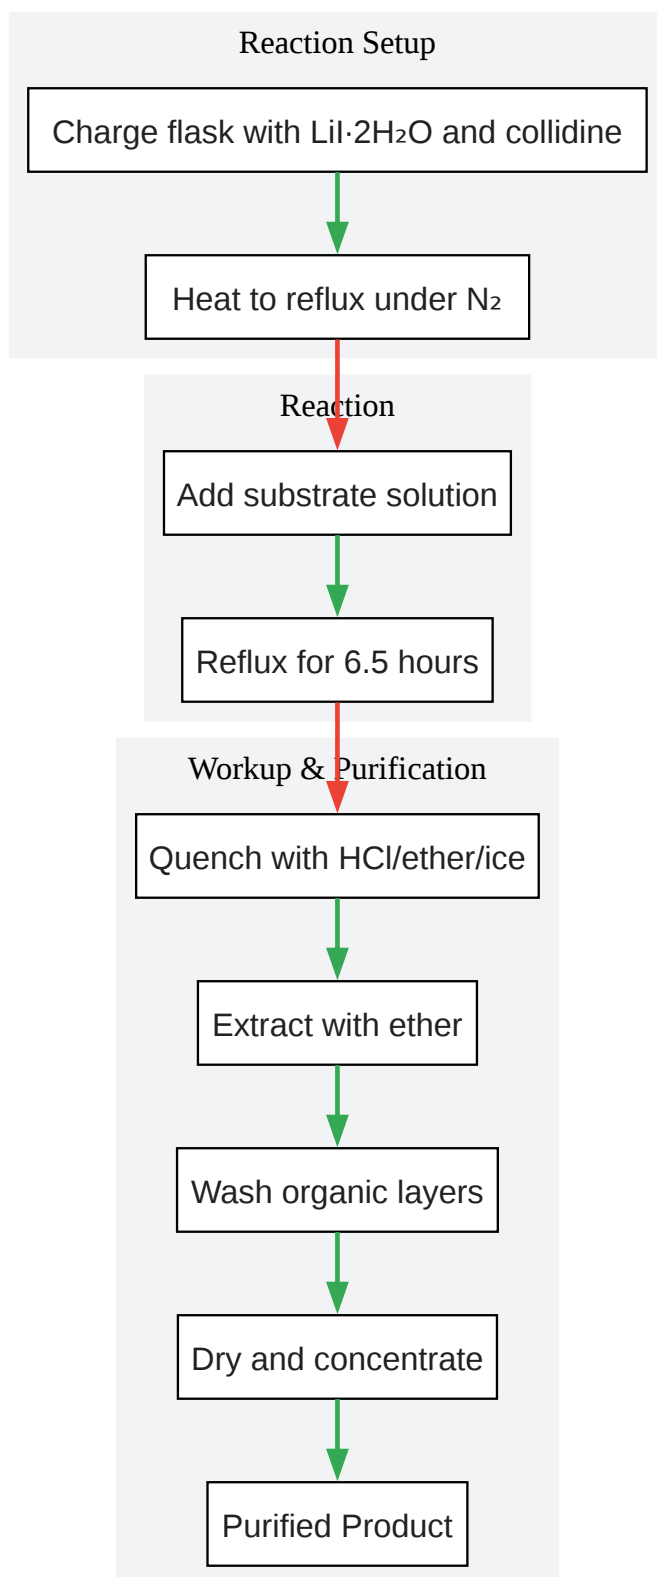 Reaction Setup
Charge flask with LiI·2H₂O and collidine
Heat to reflux under N₂
Reaction
Add substrate solution
Reflux for 6.5 hours
Workup & Purification
Quench with HCl/ether/ice
Extract with ether
Wash organic layers
Dry and concentrate
Purified Product